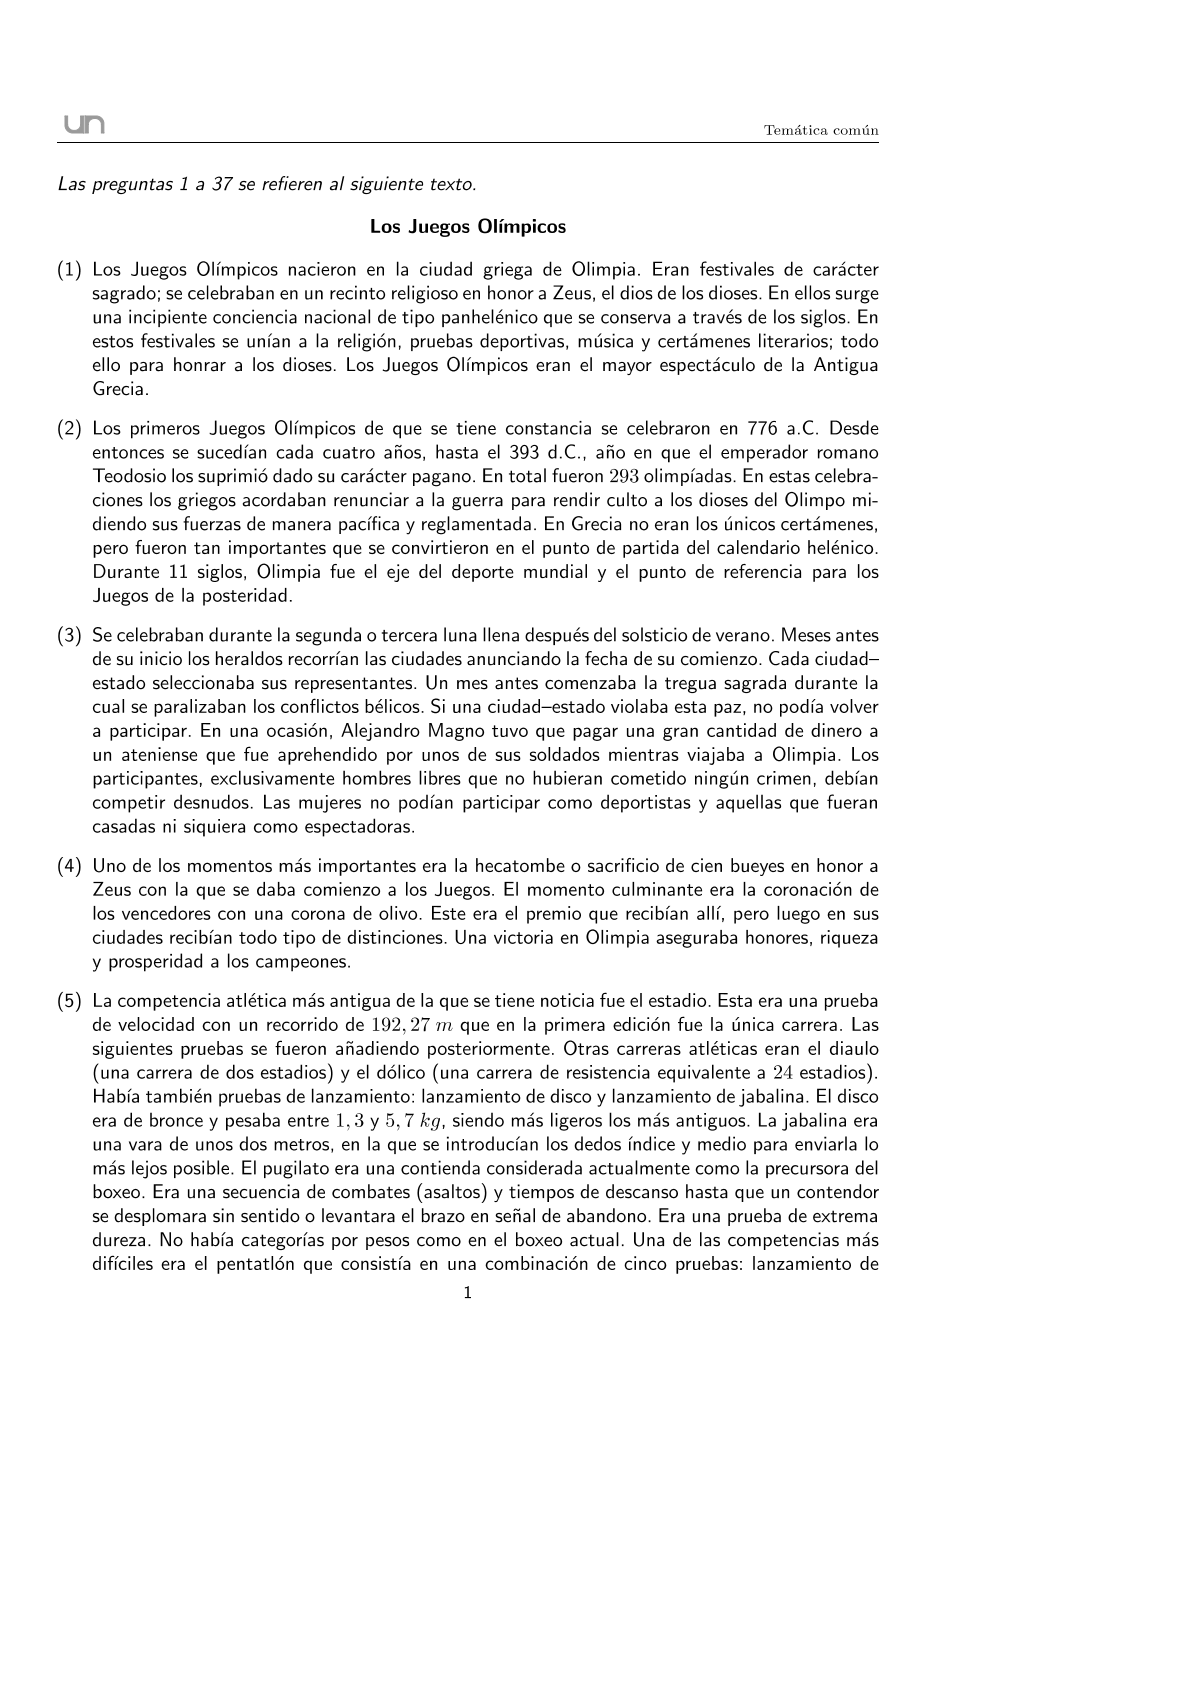 un
Temática común
Las preguntas 1 a 37 se refieren al siguiente texto.
Los Juegos Olímpicos
(1) Los Juegos Olímpicos nacieron en la ciudad griega de Olimpia. Eran festivales de carácter
sagrado; se celebraban en un recinto religioso en honor a Zeus, el dios de los dioses. En ellos surge
una incipiente conciencia nacional de tipo panhelénico que se conserva a través de los siglos. En
estos festivales se unían a la religión, pruebas deportivas, música y certámenes literarios; todo
ello para honrar a los dioses. Los Juegos Olímpicos eran el mayor espectáculo de la Antigua
Grecia.
(2) Los primeros Juegos Olímpicos de que se tiene constancia se celebraron en 776 a.C. Desde
entonces se sucedían cada cuatro años, hasta el 393 d.C., año en que el emperador romano
Teodosio los suprimió dado su carácter pagano. En total fueron 293 olimpíadas. En estas celebra-
ciones los griegos acordaban renunciar a la guerra para rendir culto a los dioses del Olimpo mi-
diendo sus fuerzas de manera pacífica y reglamentada. En Grecia no eran los únicos certámenes,
pero fueron tan importantes que se convirtieron en el punto de partida del calendario helénico.
Durante 11 siglos, Olimpia fue el eje del deporte mundial y el punto de referencia para los
Juegos de la posteridad.
(3) Se celebraban durante la segunda o tercera luna llena después del solsticio de verano. Meses antes
de su inicio los heraldos recorrían las ciudades anunciando la fecha de su comienzo. Cada ciudad–
estado seleccionaba sus representantes. Un mes antes comenzaba la tregua sagrada durante la
cual se paralizaban los conflictos bélicos. Si una ciudad–estado violaba esta paz, no podía volver
a participar. En una ocasión, Alejandro Magno tuvo que pagar una gran cantidad de dinero a
un ateniense que fue aprehendido por unos de sus soldados mientras viajaba a Olimpia. Los
participantes, exclusivamente hombres libres que no hubieran cometido ningún crimen, debían
competir desnudos. Las mujeres no podían participar como deportistas y aquellas que fueran
casadas ni siquiera como espectadoras.
(4) Uno de los momentos más importantes era la hecatombe o sacrificio de cien bueyes en honor a
Zeus con la que se daba comienzo a los Juegos. El momento culminante era la coronación de
los vencedores con una corona de olivo. Este era el premio que recibían allí, pero luego en sus
ciudades recibían todo tipo de distinciones. Una victoria en Olimpia aseguraba honores, riqueza
y prosperidad a los campeones.
(5) La competencia atlética más antigua de la que se tiene noticia fue el estadio. Esta era una prueba
de velocidad con un recorrido de 192, 27 m que en la primera edición fue la única carrera. Las
siguientes pruebas se fueron añadiendo posteriormente. Otras carreras atléticas eran el diaulo
(una carrera de dos estadios) y el dólico (una carrera de resistencia equivalente a 24 estadios).
Había también pruebas de lanzamiento: lanzamiento de disco y lanzamiento de jabalina. El disco
era de bronce y pesaba entre 1, 3 y 5, 7 kg, siendo más ligeros los más antiguos. La jabalina era
una vara de unos dos metros, en la que se introducían los dedos índice y medio para enviarla lo
más lejos posible. El pugilato era una contienda considerada actualmente como la precursora del
boxeo. Era una secuencia de combates (asaltos) y tiempos de descanso hasta que un contendor
se desplomara sin sentido o levantara el brazo en señal de abandono. Era una prueba de extrema
dureza. No había categorías por pesos como en el boxeo actual. Una de las competencias más
difíciles era el pentatlón que consistía en una combinación de cinco pruebas: lanzamiento de
1